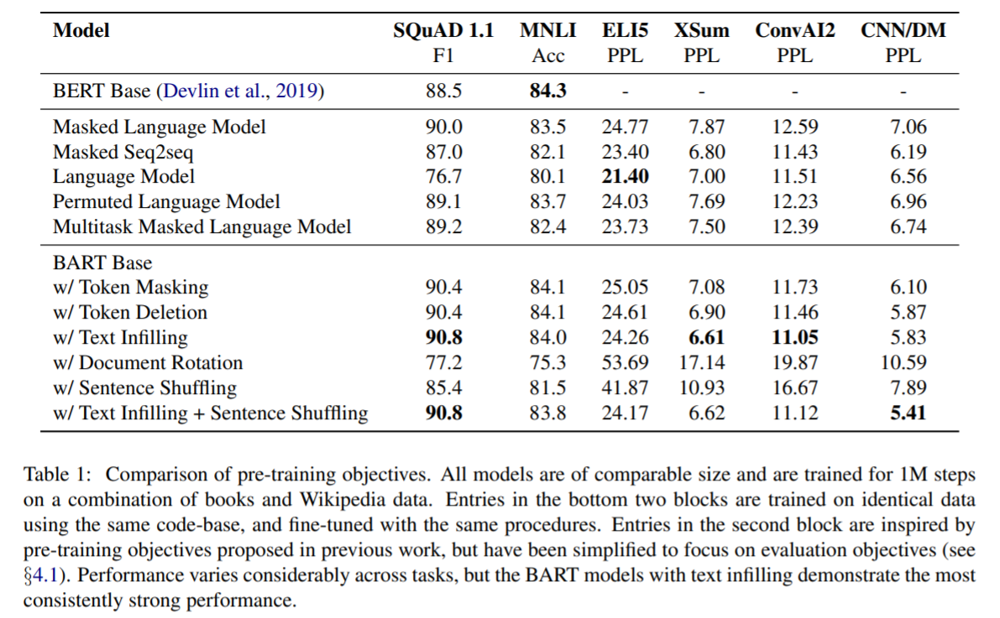 Model SQuAD 1.1 MNLI ELI5 XSum ConvAI2 CNN/DM
F1 Acc PPL PPL PPL PPL
BERT Base (Devlin et al., 2019) 88.5 84.3 - - - -
Masked Language Model 90.0 83.5 24.77 7.87 12.59 7.06
Masked Seq2seq 87.0 82.1 23.40 6.80 11.43 6.19
Language Model 76.7 80.1 21.40 7.00 11.51 6.56
Permuted Language Model 89.1 83.7 24.03 7.69 12.23 6.96
Multitask Masked Language Model 89.2 82.4 23.73 7.50 12.39 6.74
BART Base
w/ Token Masking 90.4 84.1 25.05 7.08 11.73 6.10
w/ Token Deletion 90.4 84.1 24.61 6.90 11.46 5.87
w/ Text Infilling 90.8 84.0 24.26 6.61 11.05 5.83
w/ Document Rotation 77.2 75.3 53.69 17.14 19.87 10.59
w/ Sentence Shuffling 85.4 81.5 41.87 10.93 16.67 7.89
w/ Text Infilling + Sentence Shuffling 90.8 83.8 24.17 6.62 11.12 5.41
Table 1: Comparison of pre-training objectives. All models are of comparable size and are trained for 1M steps
on a combination of books and Wikipedia data. Entries in the bottom two blocks are trained on identical data
using the same code-base, and fine-tuned with the same procedures. Entries in the second block are inspired by
pre-training objectives proposed in previous work, but have been simplified to focus on evaluation objectives (see
§4.1). Performance varies considerably across tasks, but the BART models with text infilling demonstrate the most
consistently strong performance.